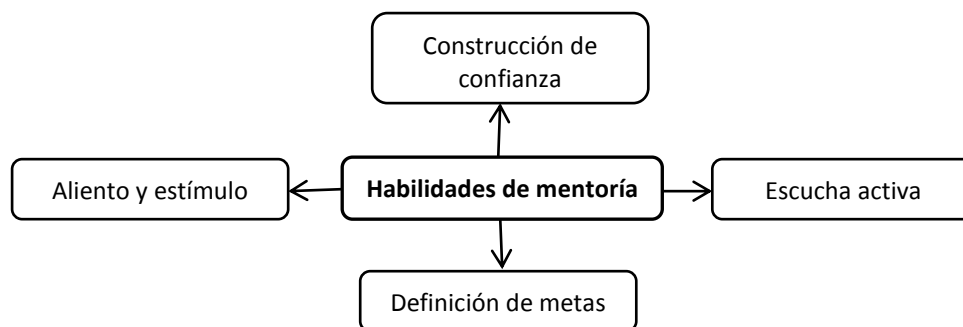 Construcción de
confianza
Aliento y estímulo
Habilidades de mentoría
Escucha activa
Definición de metas